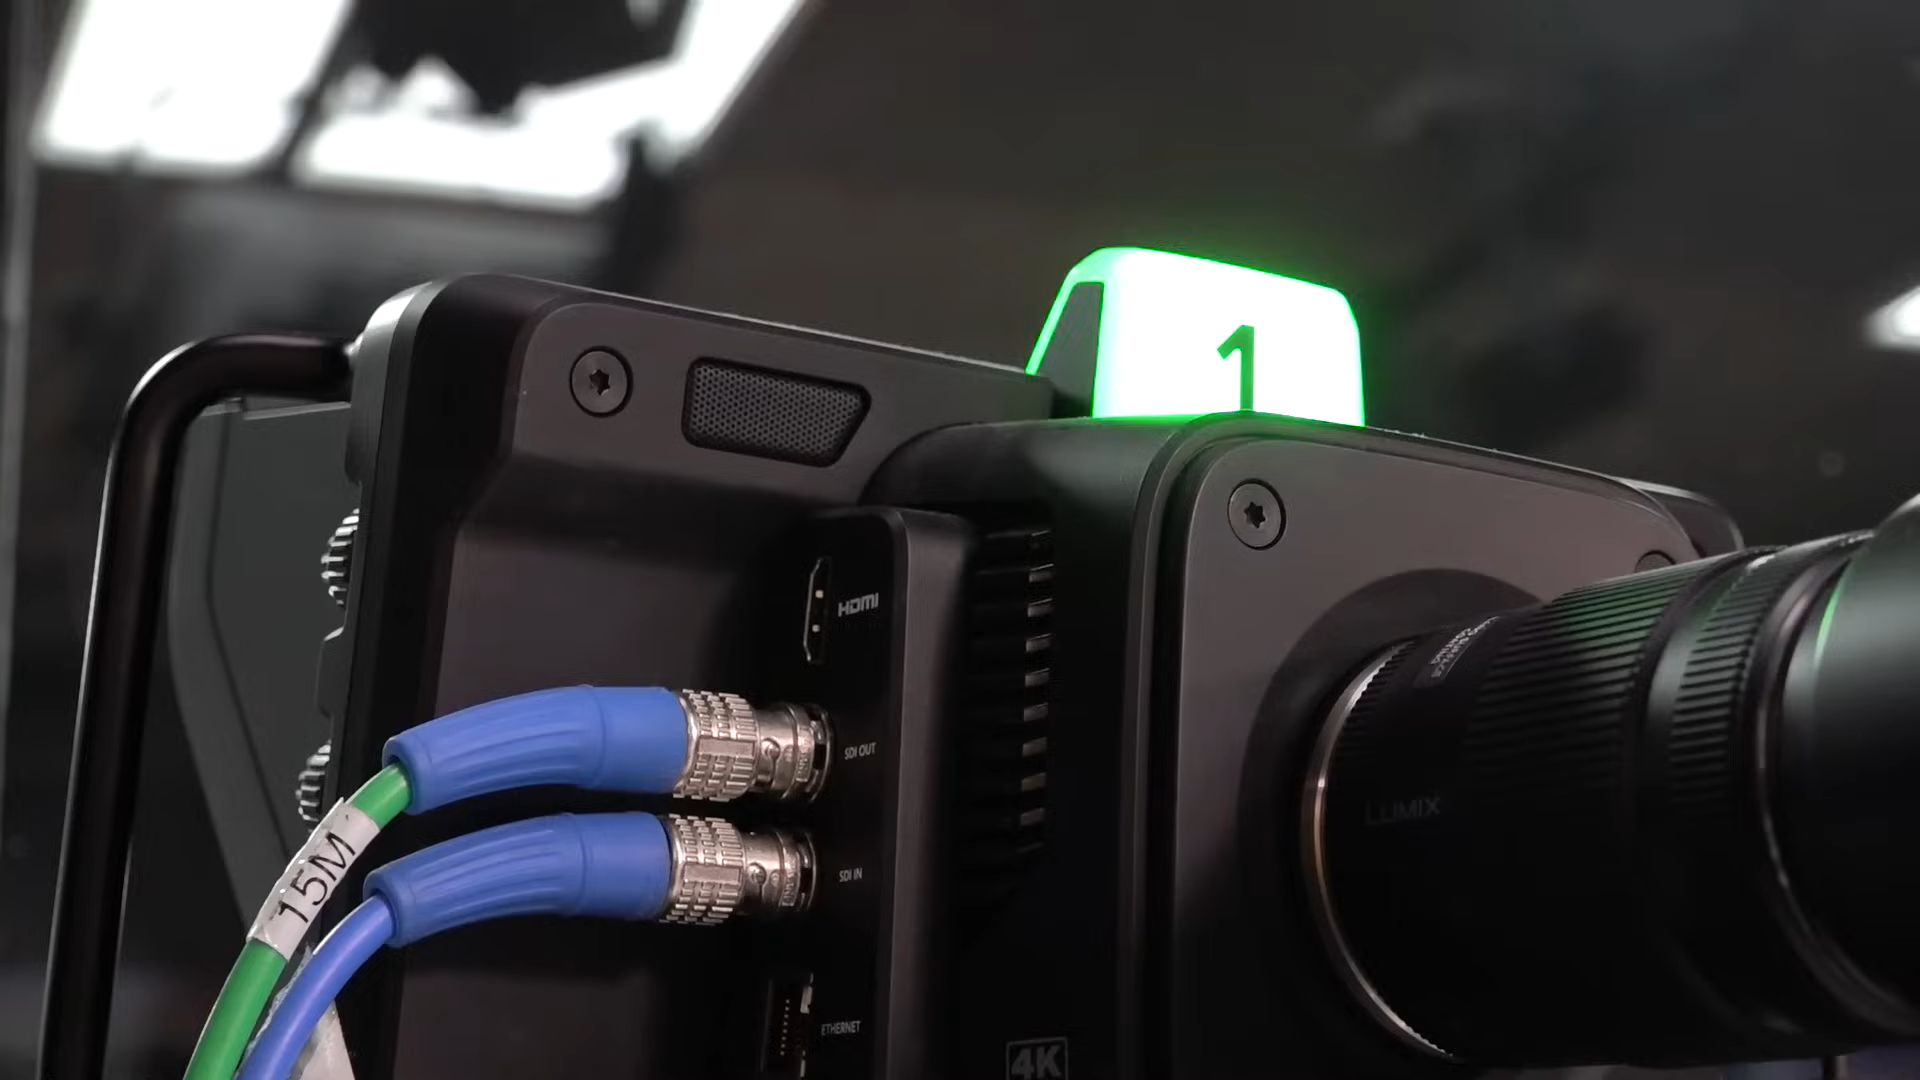 1
HDMI
SDI OUT
SDI IN
15M
ETHERNET
4K
LUMIX